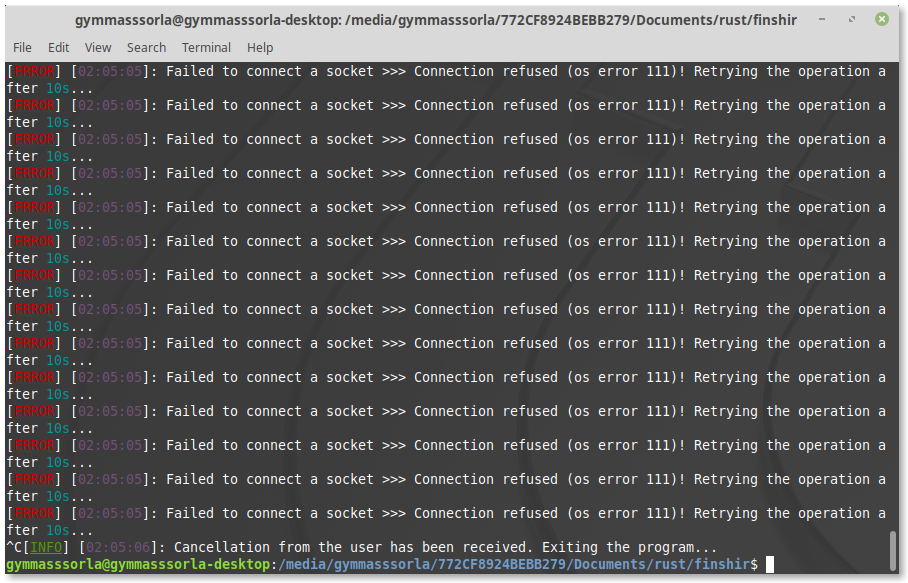 gymmasssorla@gymmasssorla-desktop: /media/gymmasssorla/772CF8924BEBB279/Documents/rust/finshir
File Edit View Search Terminal Help
[ERROR] [02:05:05]: Failed to connect a socket >>> Connection refused (os error 111)! Retrying the operation a
fter 10s...
[ERROR] [02:05:05]: Failed to connect a socket >>> Connection refused (os error 111)! Retrying the operation a
fter 10s...
[ERROR] [02:05:05]: Failed to connect a socket >>> Connection refused (os error 111)! Retrying the operation a
fter 10s...
[ERROR] [02:05:05]: Failed to connect a socket >>> Connection refused (os error 111)! Retrying the operation a
fter 10s...
[ERROR] [02:05:05]: Failed to connect a socket >>> Connection refused (os error 111)! Retrying the operation a
fter 10s...
[ERROR] [02:05:05]: Failed to connect a socket >>> Connection refused (os error 111)! Retrying the operation a
fter 10s...
[ERROR] [02:05:05]: Failed to connect a socket >>> Connection refused (os error 111)! Retrying the operation a
fter 10s...
[ERROR] [02:05:05]: Failed to connect a socket >>> Connection refused (os error 111)! Retrying the operation a
fter 10s...
[ERROR] [02:05:05]: Failed to connect a socket >>> Connection refused (os error 111)! Retrying the operation a
fter 10s...
[ERROR] [02:05:05]: Failed to connect a socket >>> Connection refused (os error 111)! Retrying the operation a
fter 10s...
[ERROR] [02:05:05]: Failed to connect a socket >>> Connection refused (os error 111)! Retrying the operation a
fter 10s...
[ERROR] [02:05:05]: Failed to connect a socket >>> Connection refused (os error 111)! Retrying the operation a
fter 10s...
[ERROR] [02:05:05]: Failed to connect a socket >>> Connection refused (os error 111)! Retrying the operation a
fter 10s...
[ERROR] [02:05:05]: Failed to connect a socket >>> Connection refused (os error 111)! Retrying the operation a
fter 10s...
^C[INFO] [02:05:06]: Cancellation from the user has been received. Exiting the program...
gymmasssorla@gymmasssorla-desktop:/media/gymmasssorla/772CF8924BEBB279/Documents/rust/finshir$